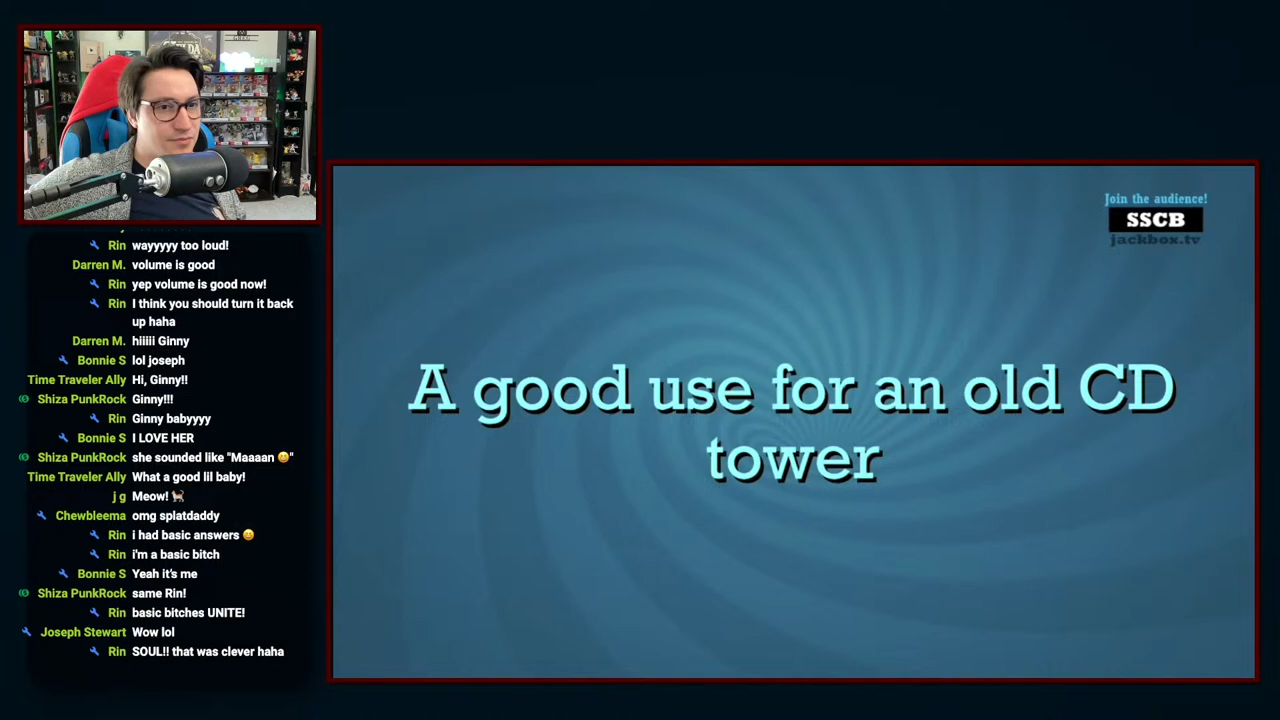 Rin wayyyyy too loud!
Darren M. volume is good
Rin yep volume is good now!
Rin I think you should turn it back
up haha
Darren M. hiiiii Ginny
Bonnie S lol joseph
Time Traveler Ally Hi, Ginny!!
Shiza PunkRock Ginny!!!
Rin Ginny babyyyy
Bonnie S I LOVE HER
Shiza PunkRock she sounded like "Maaaan 😆"
Time Traveler Ally What a good lil baby!
j g Meow! 🐈
Chewbleema omg splatdaddy
Rin i had basic answers 😆
Rin i'm a basic bitch
Bonnie S Yeah it's me
Shiza PunkRock same Rin!
Rin basic bitches UNITE!
Joseph Stewart Wow lol
Rin SOUL!! that was clever haha
Join the audience!
SSCB
jackbox.tv
A good use for an old CD
tower